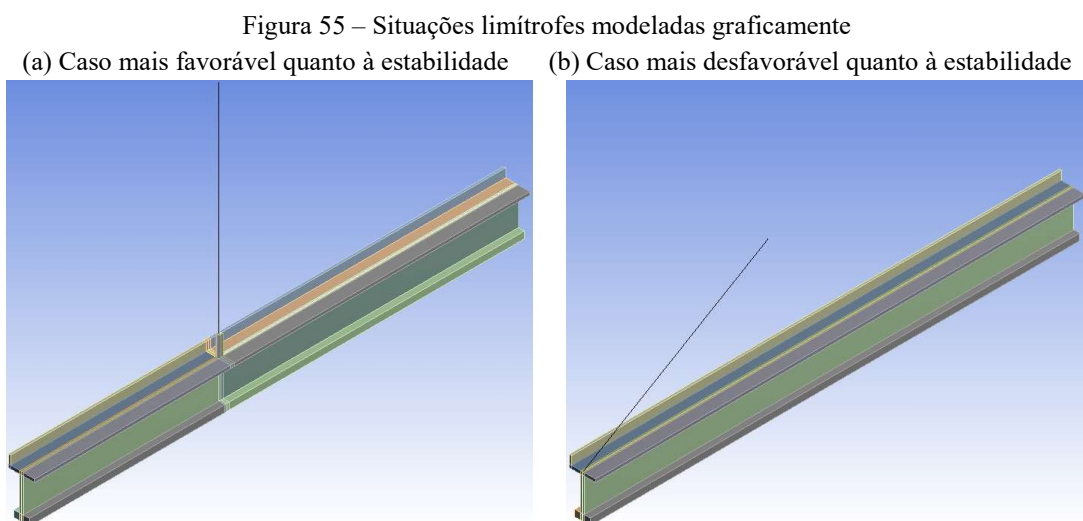 Figura 55 – Situações limítrofes modeladas graficamente
(a) Caso mais favorável quanto à estabilidade
(b) Caso mais desfavorável quanto à estabilidade